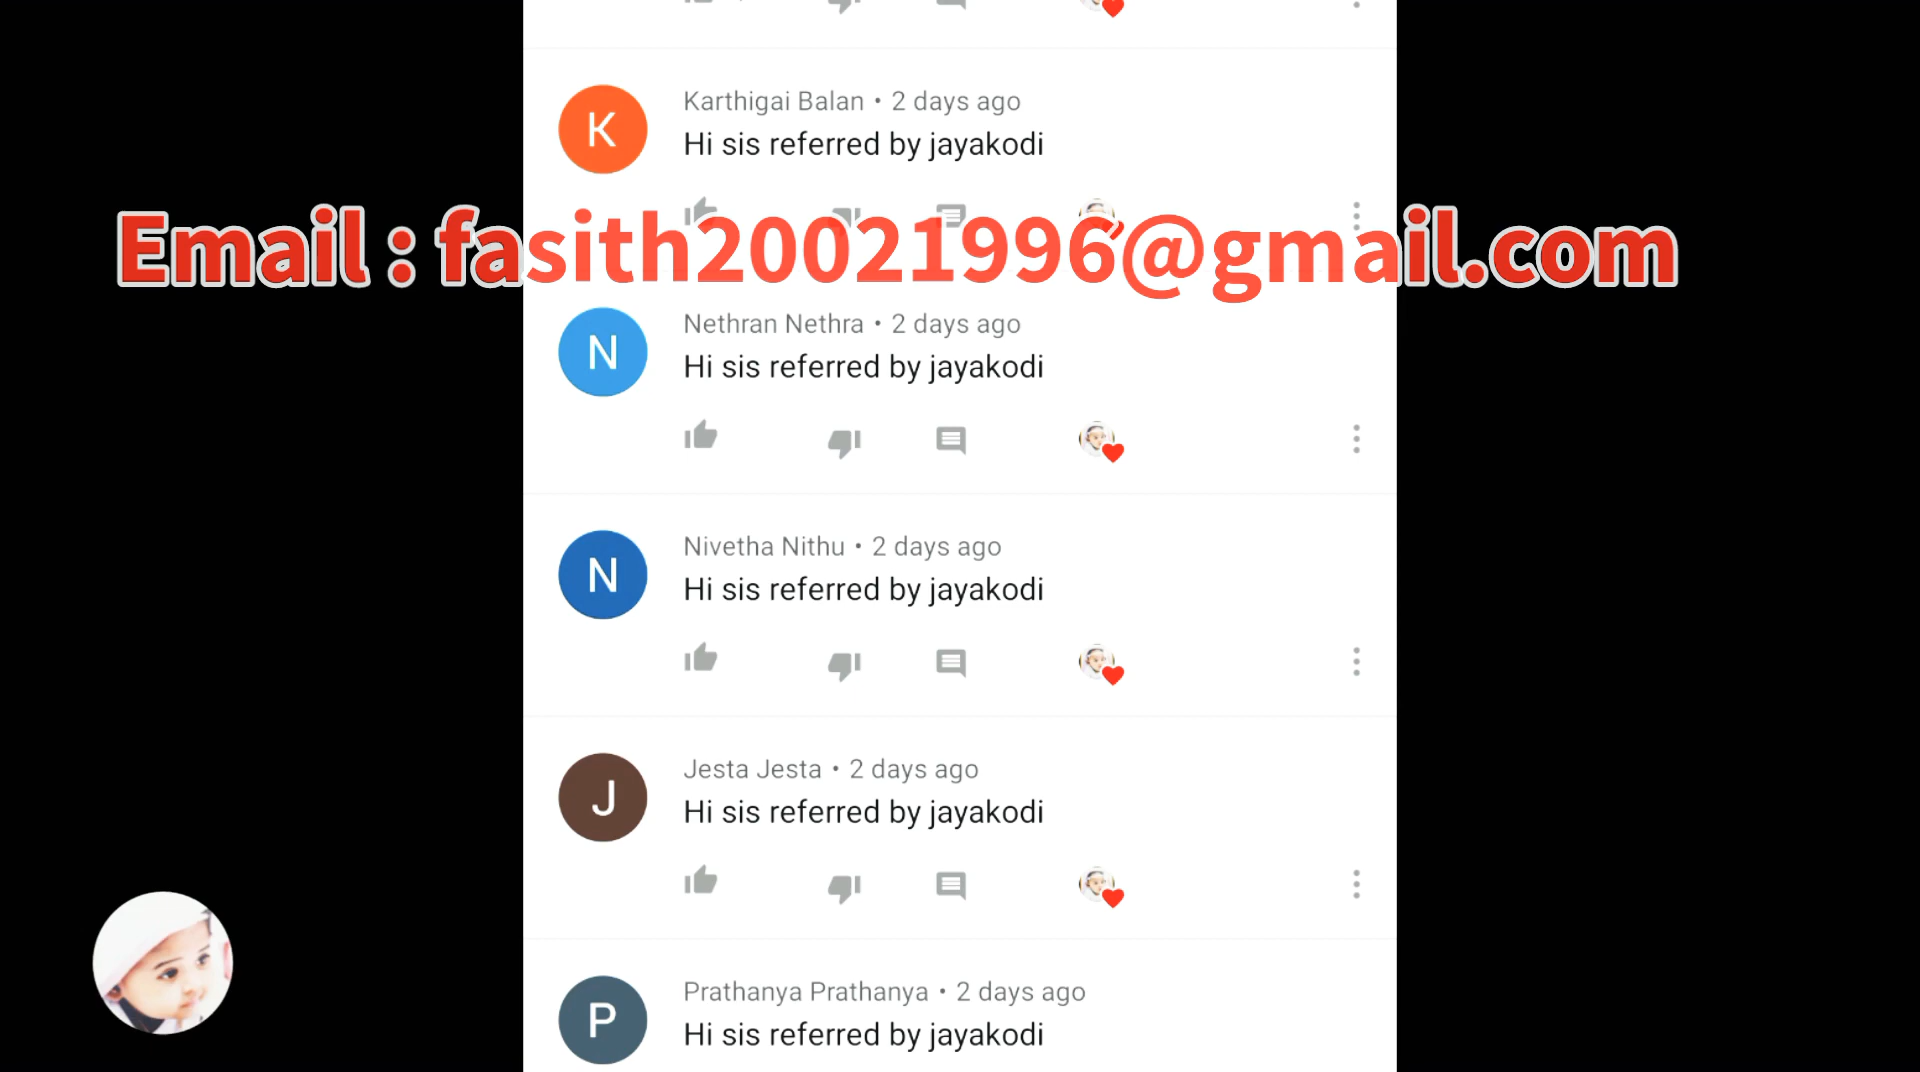 K
Karthigai Balan • 2 days ago
Hi sis referred by jayakodi
Email : fasith20021996@gmail.com
N
Nethran Nethra • 2 days ago
Hi sis referred by jayakodi
N
Nivetha Nithu • 2 days ago
Hi sis referred by jayakodi
J
Jesta Jesta • 2 days ago
Hi sis referred by jayakodi
P
Prathanya Prathanya • 2 days ago
Hi sis referred by jayakodi